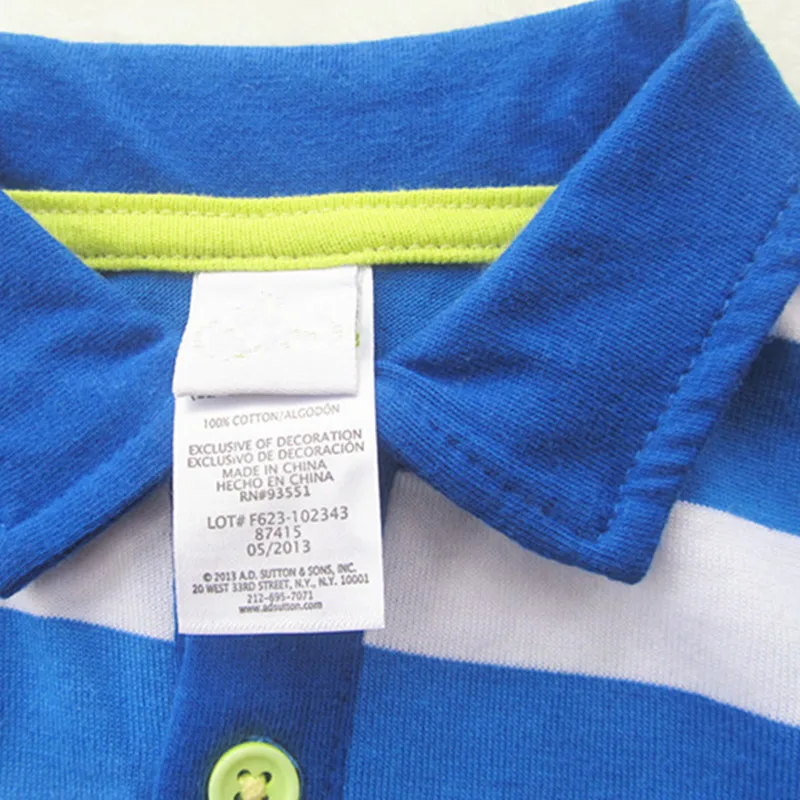 100% COTTON/ALGODÓN
EXCLUSIVE OF DECORATION
EXCLUSIVO DE DECORACIÓN
MADE IN CHINA
HECHO EN CHINA
RN#93551
LOT# F623-102343
87415
05/2013
© 2013 A.D. SUTTON & SONS, INC.
20 WEST 33RD STREET, N.Y., N.Y. 10001
212-695-7071
www.adsutton.com